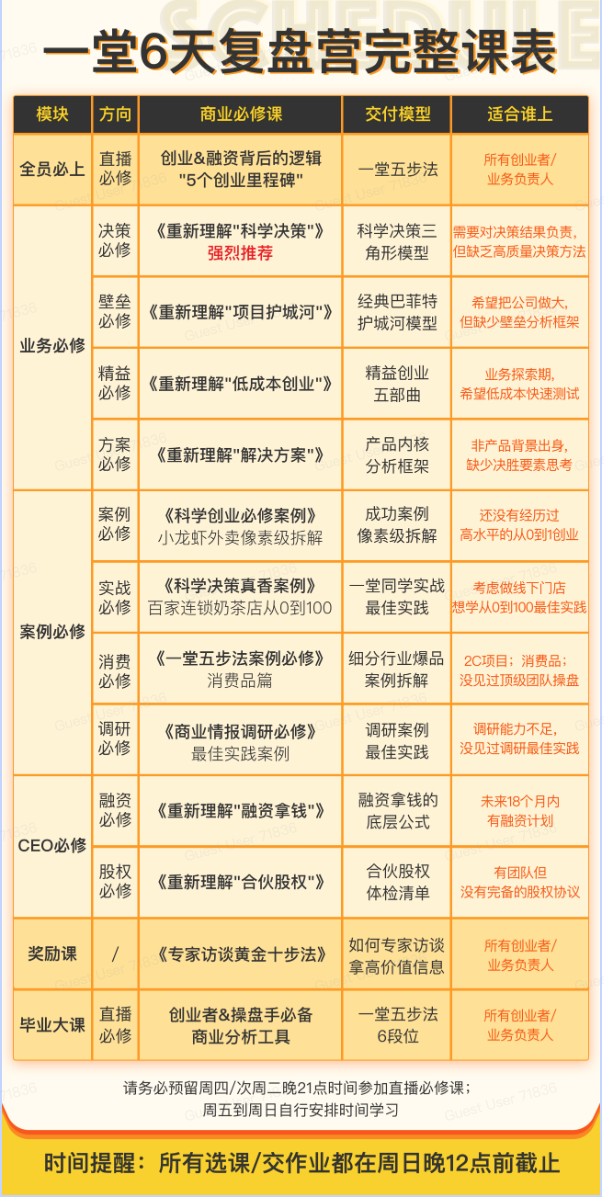 SCHEDULE
一堂6天复盘营完整课表
模块 方向 商业必修课 交付模型 适合谁上
全员必上
直播
必修
创业&融资背后的逻辑
"5个创业里程碑"
一堂五步法
所有创业者/
业务负责人
业务必修
决策
必修
《重新理解"科学决策"》
强烈推荐
科学决策三
角形模型
需要对决策结果负责，
但缺乏高质量决策方法
壁垒
必修
《重新理解"项目护城河"》
经典巴菲特
护城河模型
希望把公司做大，
但缺少壁垒分析框架
精益
必修
《重新理解"低成本创业"》
精益创业
五部曲
业务探索期，
希望低成本快速测试
方案
必修
《重新理解"解决方案"》
产品内核
分析框架
非产品背景出身，
缺少决胜要素思考
案例必修
案例
必修
《科学创业必修案例》
小龙虾外卖像素级拆解
成功案例
像素级拆解
还没有经历过
高水平的从0到1创业
实战
必修
《科学决策真香案例》
百家连锁奶茶店从0到100
一堂同学实战
最佳实践
考虑做线下门店
想学从0到100最佳实践
消费
必修
《一堂五步法案例必修》
消费品篇
细分行业爆品
案例拆解
2C项目；消费品；
没见过顶级团队操盘
调研
必修
《商业情报调研必修》
最佳实践案例
调研案例
最佳实践
调研能力不足，
没见过调研最佳实践
CEO必修
融资
必修
《重新理解"融资拿钱"》
融资拿钱的
底层公式
未来18个月内
有融资计划
股权
必修
《重新理解"合伙股权"》
合伙股权
体检清单
有团队但
没有完备的股权协议
奖励课
/
《专家访谈黄金十步法》
如何专家访谈
拿高价值信息
所有创业者/
业务负责人
毕业大课
直播
必修
创业者&操盘手必备
商业分析工具
一堂五步法
6段位
所有创业者/
业务负责人
请务必预留周四/次周二晚21点时间参加直播必修课；
周五到周日自行安排时间学习
时间提醒：所有选课/交作业都在周日晚12点前截止
Guest User 71836